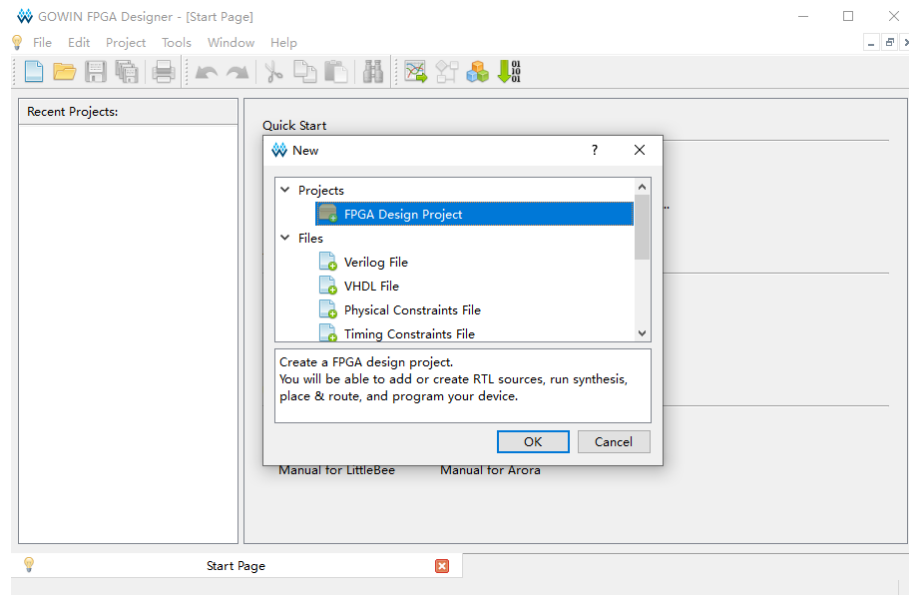 GOWIN FPGA Designer - [Start Page]
File Edit Project Tools Window Help
Recent Projects:
Quick Start
New
Projects
FPGA Design Project
Files
Verilog File
VHDL File
Physical Constraints File
Timing Constraints File
Create a FPGA design project.
You will be able to add or create RTL sources, run synthesis,
place & route, and program your device.
OK Cancel
Manual for LittleBee Manual for Arora
Start Page